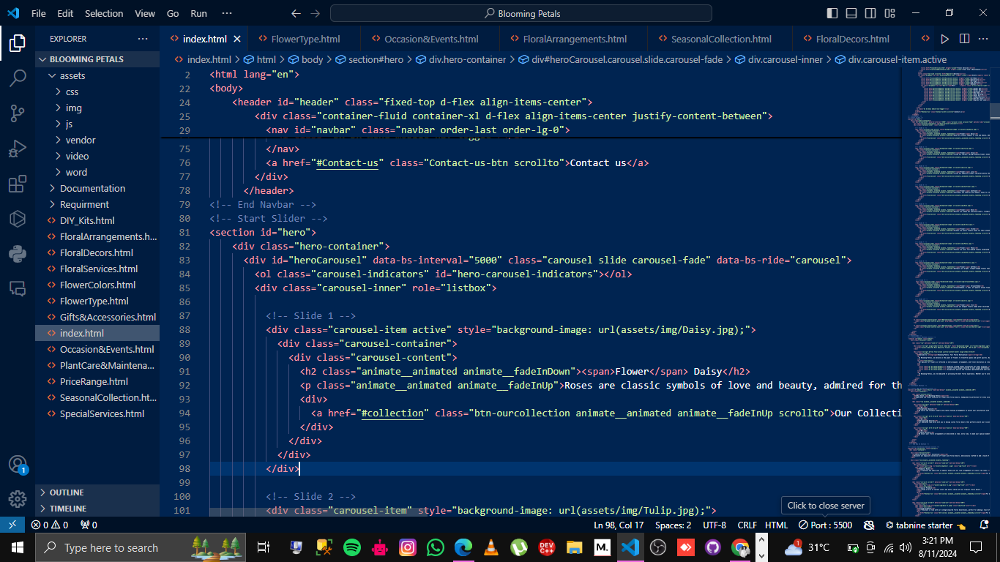 File Edit Selection View Go Run ··· Blooming Petals
EXPLORER ···
index.html FlowerType.html Occasion&Events.html FloralArrangements.html SeasonalCollection.html FloralDecors.html
index.html > html > body > section#hero > div.hero-container > div#heroCarousel.carousel.slide.carousel-fade > div.carousel-inner > div.carousel-item.active
BLOOMING PETALS
assets
css
img
js
vendor
video
word
Documentation
Requirment
DIY_Kits.html
FloralArrangements.h...
FloralDecors.html
FloralServices.html
FlowerColors.html
FlowerType.html
Gifts&Accessories.html
index.html
Occasion&Events.html
PlantCare&Maintena...
PriceRange.html
SeasonalCollection.ht...
SpecialServices.html
OUTLINE
TIMELINE
2 <html lang="en">
22 <body>
24 <header id="header" class="fixed-top d-flex align-items-center">
25 <div class="container-fluid container-xl d-flex align-items-center justify-content-between">
29 <nav id="navbar" class="navbar order-last order-lg-0">
75 </nav>
76 <a href="#Contact-us" class="Contact-us-btn scrollto">Contact us</a>
77 </div>
78 </header>
79 <!-- End Navbar -->
80 <!-- Start Slider -->
81 <section id="hero">
82 <div class="hero-container">
83 <div id="heroCarousel" data-bs-interval="5000" class="carousel slide carousel-fade" data-bs-ride="carousel">
84 <ol class="carousel-indicators" id="hero-carousel-indicators"></ol>
85 <div class="carousel-inner" role="listbox">
86
87 <!-- Slide 1 -->
88 <div class="carousel-item active" style="background-image: url(assets/img/Daisy.jpg);">
89 <div class="carousel-container">
90 <div class="carousel-content">
91 <h2 class="animate__animated animate__fadeInDown"><span>Flower</span> Daisy</h2>
92 <p class="animate__animated animate__fadeInUp">Roses are classic symbols of love and beauty, admired for th
93 <div>
94 <a href="#collection" class="btn-ourcollection animate__animated animate__fadeInUp scrollto">Our Collecti
95 </div>
96 </div>
97 </div>
98 </div>
99
100 <!-- Slide 2 -->
101 <div class="carousel-item" style="background-image: url(assets/img/Tulip.jpg);">
Click to close server
1
0 0 0 Ln 98, Col 17 Spaces: 2 UTF-8 CRLF HTML Port : 5500 tabnine starter
Type here to search DEV C++ M. 1 31°C 3:21 PM
8/11/2024